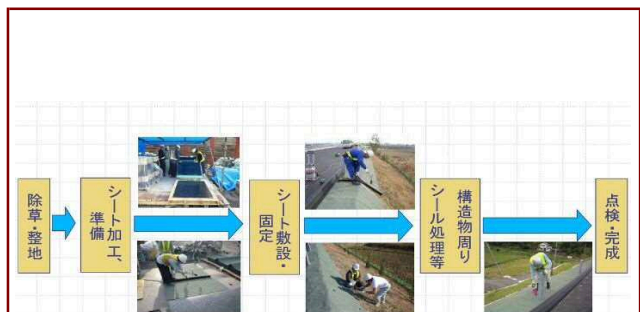 除草・整地
シート加工、
準備
シート敷設・
固定
構造物周り
シール処理等
点検・完成